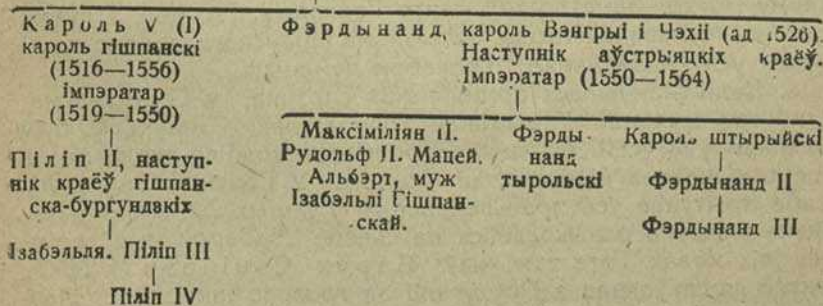 Кароль V (I)
кароль гішпанскі
(1516—1556)
імпэратар
(1519—1550)
Піліп II, наступ-
нік краёў гішпан-
ска-бургундзкіх
Ізабэльля. Піліп III
Піліп IV
Фэрдынанд, кароль Вэнгрыі і Чэхіі (ад 1526).
Наступнік аўстрыяцкіх краёў.
Імпэратар (1550—1564)
Максіміліян II.
Рудольф II. Мацей.
Альбэрт, муж
Ізабэльлі Гішпан-
скай.
Фэрды-
нанд
тырольскі
Кароль штырыйскі
Фэрдынанд II
Фэрдынанд III